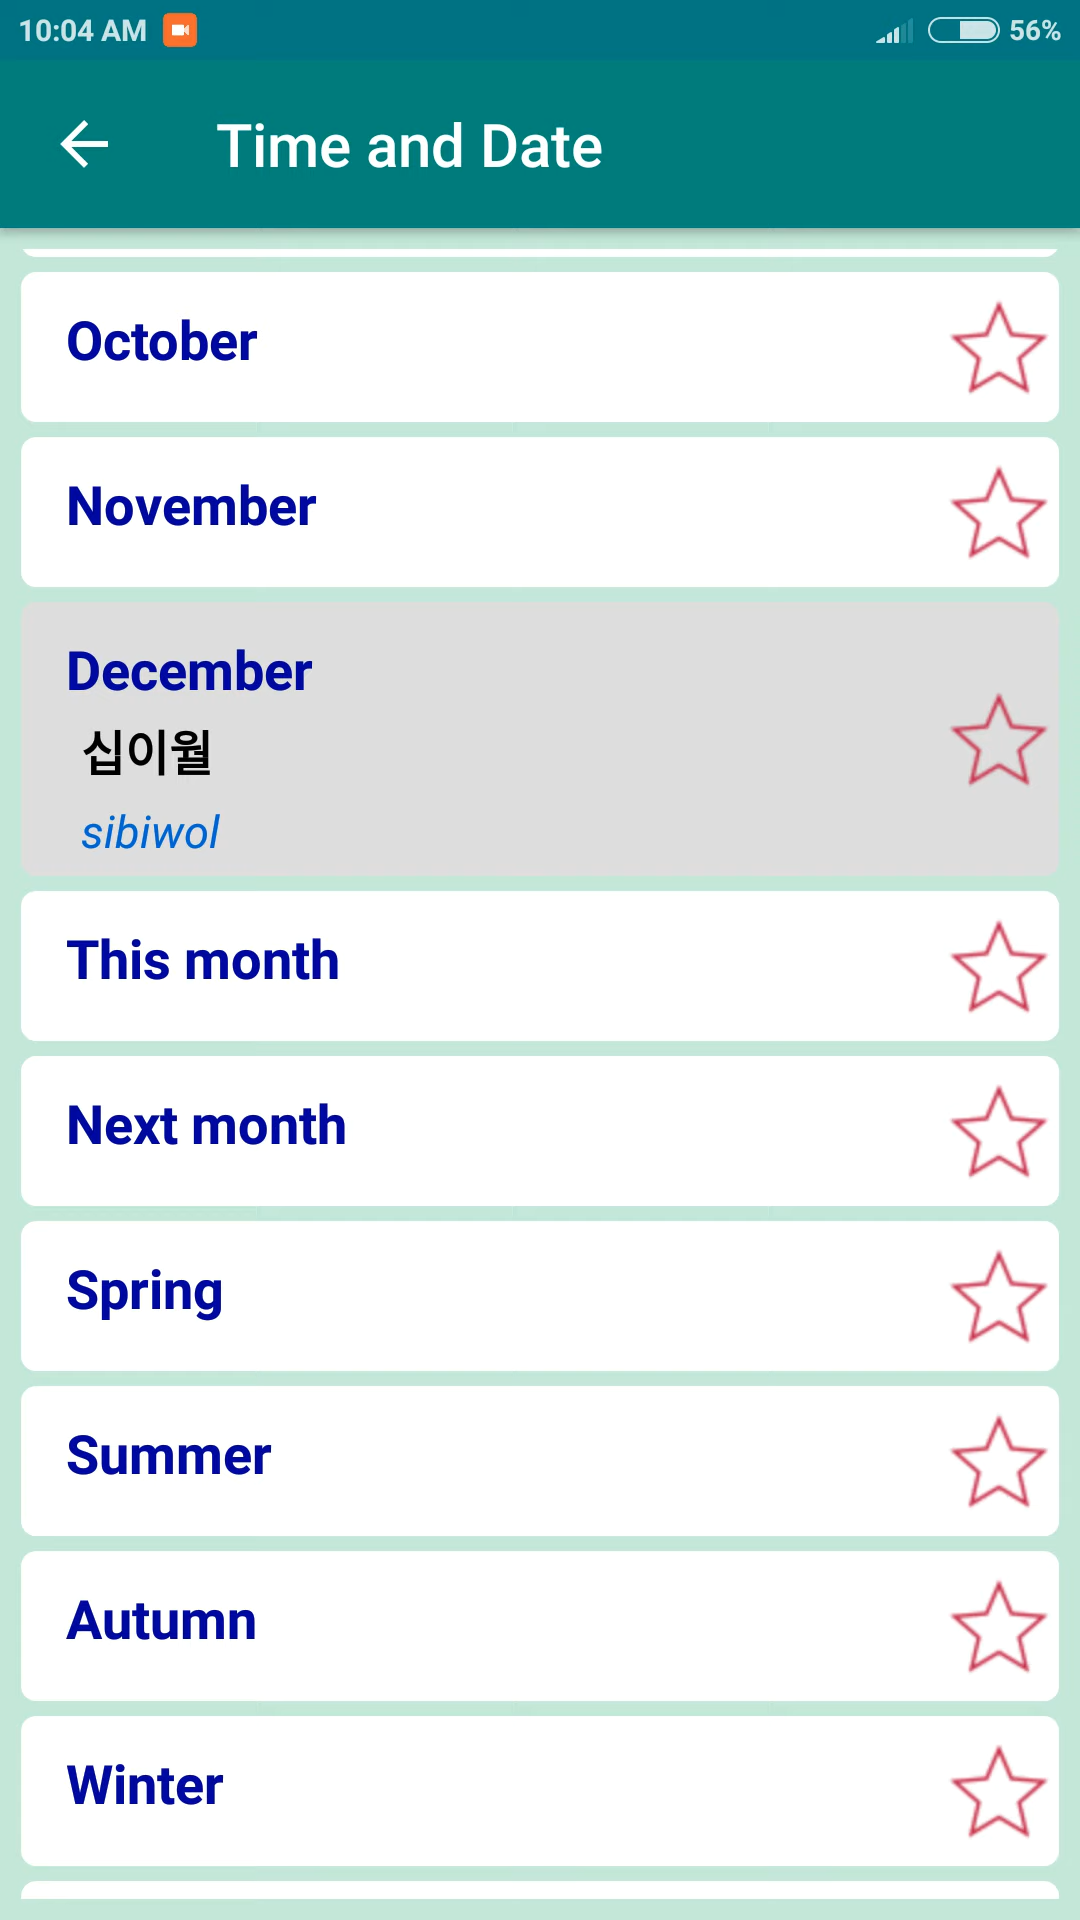 10:04 AM 56%
Time and Date
October
November
December
십이월
sibiwol
This month
Next month
Spring
Summer
Autumn
Winter